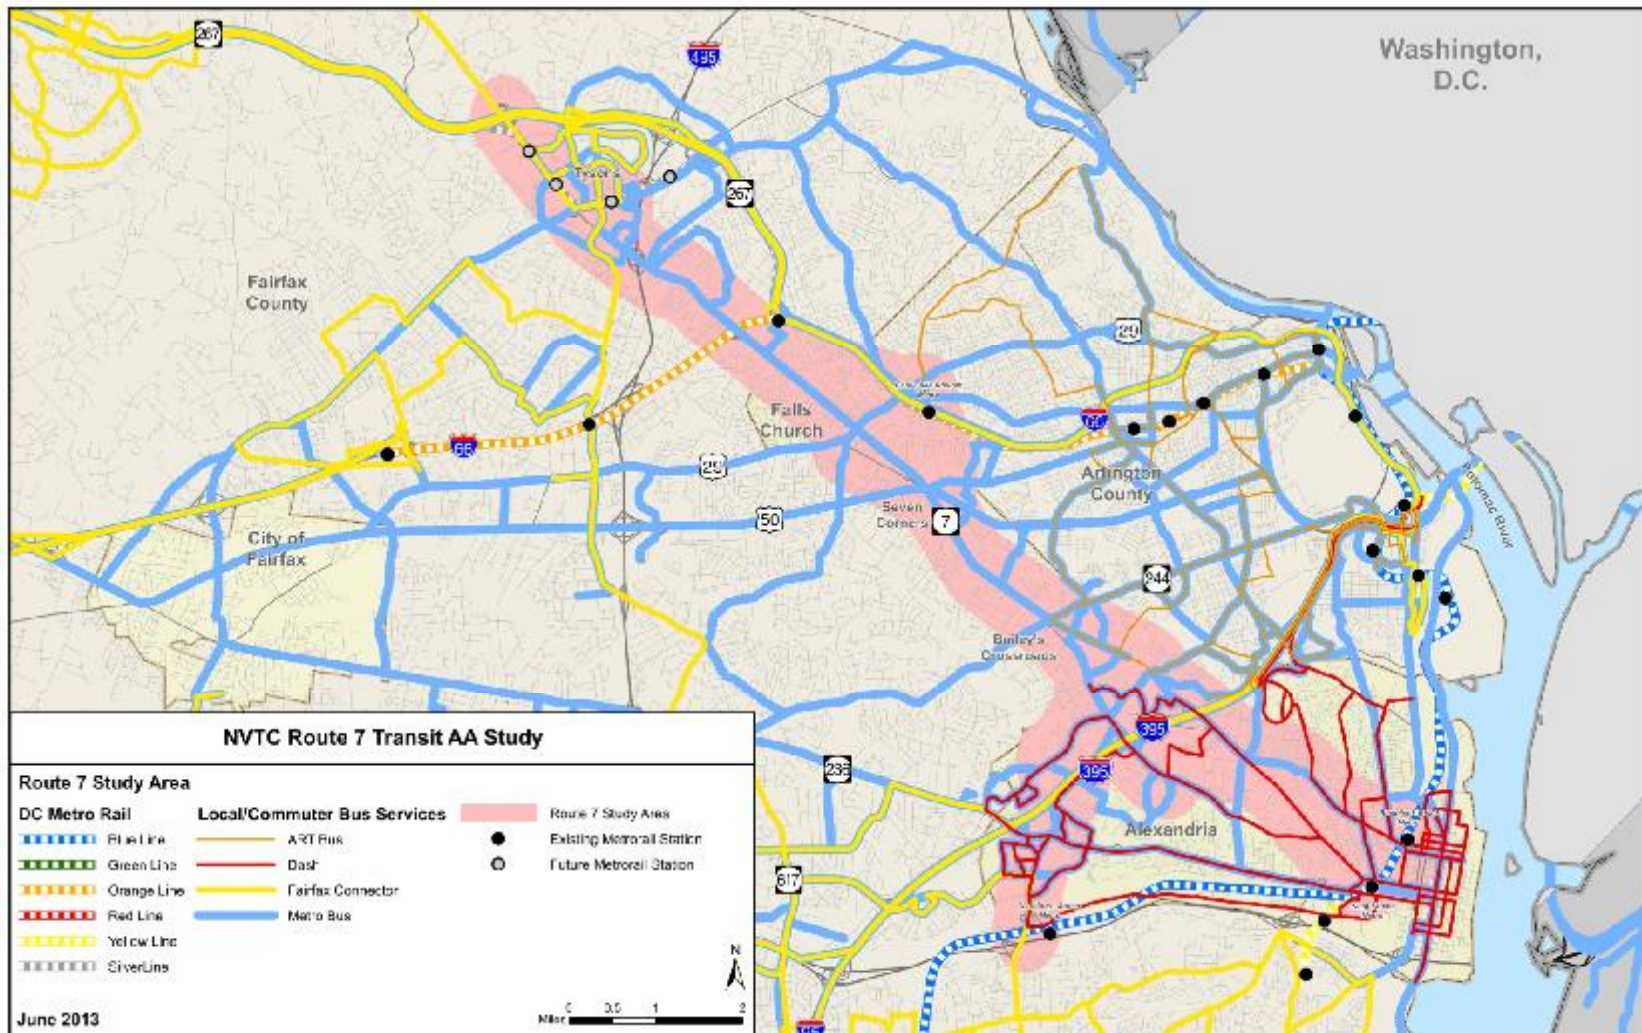 267
495
Washington,
D.C.
Tysons
267
Fairfax
County
29
Falls
Church
66
66
29
Arlington
County
50
Seven
Corners
7
Potomac River
City of
Fairfax
244
Bailey's
Crossroads
395
395
236
Alexandria
617
95
NVTC Route 7 Transit AA Study
Route 7 Study Area
DC Metro Rail
Blue Line
Green Line
Orange Line
Red Line
Yellow Line
SilverLine
Local/Commuter Bus Services
ART Bus
Dash
Fairfax Connector
Metro Bus
Route 7 Study Area
Existing Metrorail Station
Future Metrorail Station
N
0 0.5 1 2
Miles
June 2013